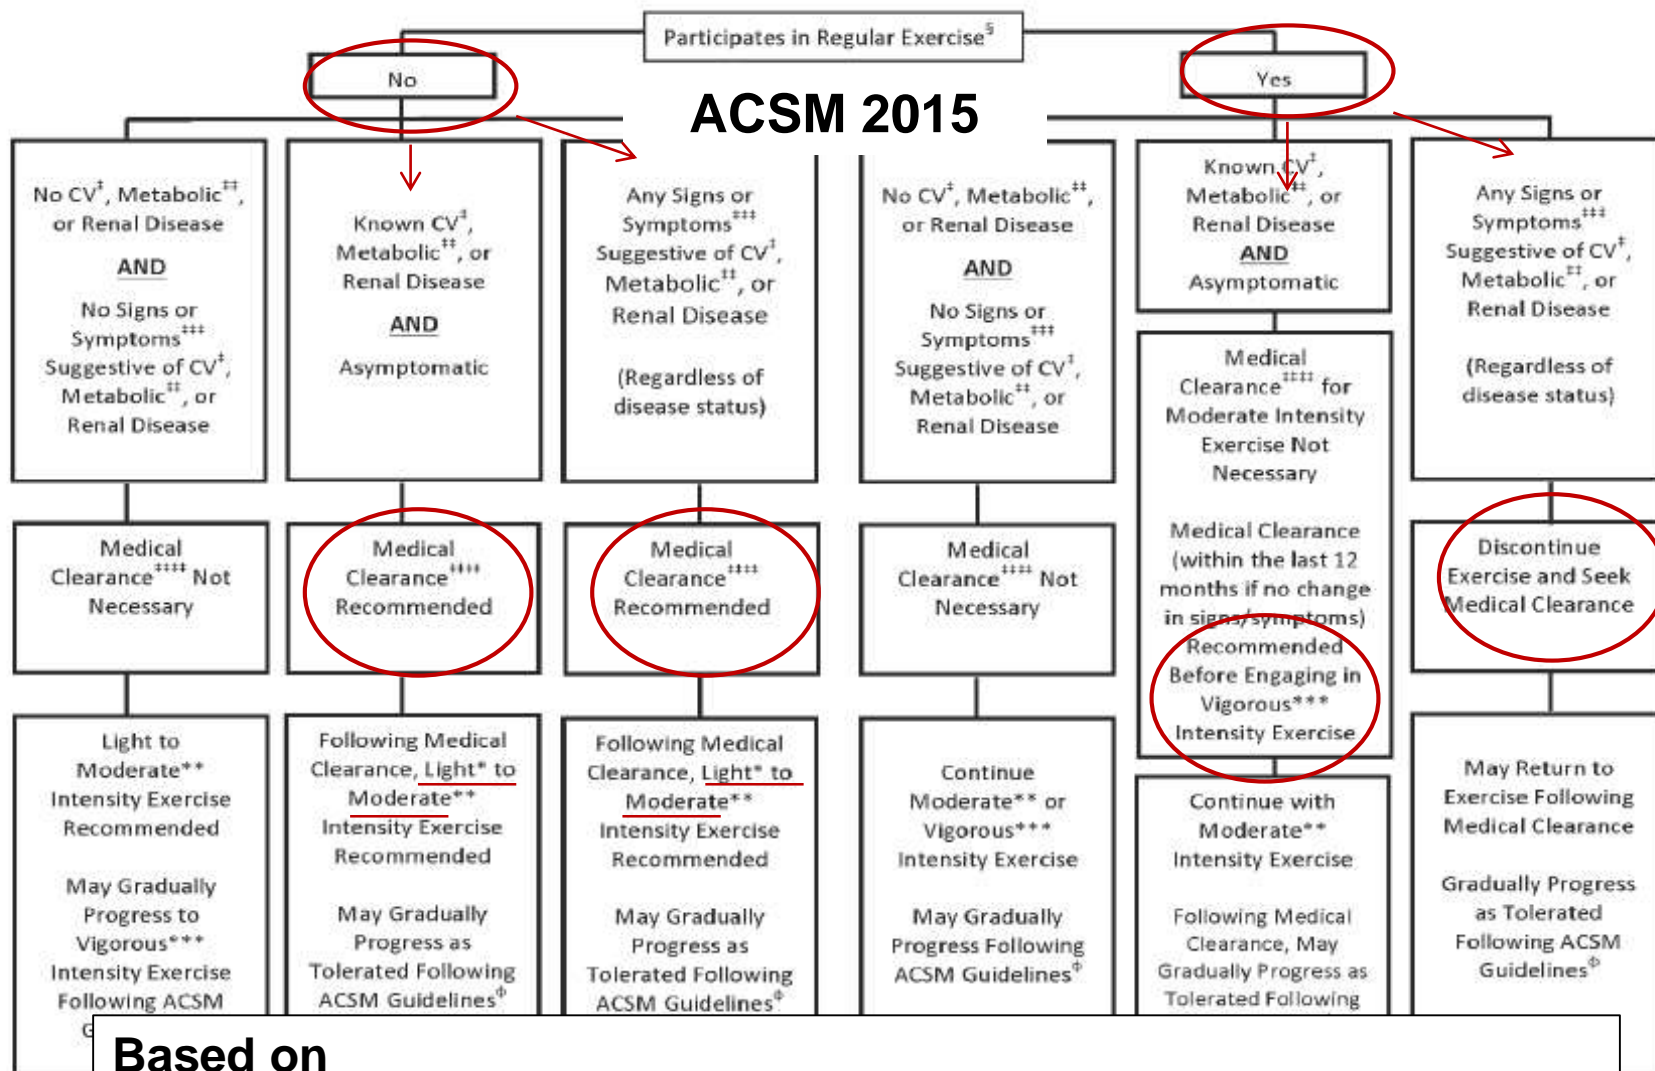 Participates in Regular Exercise§
No
Yes
ACSM 2015
No CV‡, Metabolic‡‡,
or Renal Disease
AND
No Signs or
Symptoms‡‡‡
Suggestive of CV‡,
Metabolic‡‡, or
Renal Disease
Known CV‡,
Metabolic‡‡, or
Renal Disease
AND
Asymptomatic
Any Signs or
Symptoms‡‡‡
Suggestive of CV‡,
Metabolic‡‡, or
Renal Disease
(Regardless of
disease status)
No CV‡, Metabolic‡‡,
or Renal Disease
AND
No Signs or
Symptoms‡‡‡
Suggestive of CV‡,
Metabolic‡‡, or
Renal Disease
Known CV‡,
Metabolic‡‡, or
Renal Disease
AND
Asymptomatic
Any Signs or
Symptoms‡‡‡
Suggestive of CV‡,
Metabolic‡‡, or
Renal Disease
(Regardless of
disease status)
Medical
Clearance‡‡‡‡ Not
Necessary
Medical
Clearance‡‡‡‡
Recommended
Medical
Clearance‡‡‡‡
Recommended
Medical
Clearance‡‡‡‡ Not
Necessary
Medical
Clearance‡‡‡‡ for
Moderate Intensity
Exercise Not
Necessary
Medical Clearance
(within the last 12
months if no change
in signs/symptoms)
Recommended
Before Engaging in
Vigorous***
Intensity Exercise
Discontinue
Exercise and Seek
Medical Clearance
Light to
Moderate**
Intensity Exercise
Recommended
May Gradually
Progress to
Vigorous***
Intensity Exercise
Following ACSM
Following Medical
Clearance, Light* to
Moderate**
Intensity Exercise
Recommended
May Gradually
Progress as
Tolerated Following
ACSM Guidelinesᶲ
Following Medical
Clearance, Light* to
Moderate**
Intensity Exercise
Recommended
May Gradually
Progress as
Tolerated Following
ACSM Guidelinesᶲ
Continue
Moderate** or
Vigorous***
Intensity Exercise
May Gradually
Progress Following
ACSM Guidelinesᶲ
Continue with
Moderate**
Intensity Exercise
Following Medical
Clearance, May
Gradually Progress as
Tolerated Following
May Return to
Exercise Following
Medical Clearance
Gradually Progress
as Tolerated
Following ACSM
Guidelinesᶲ
Based on